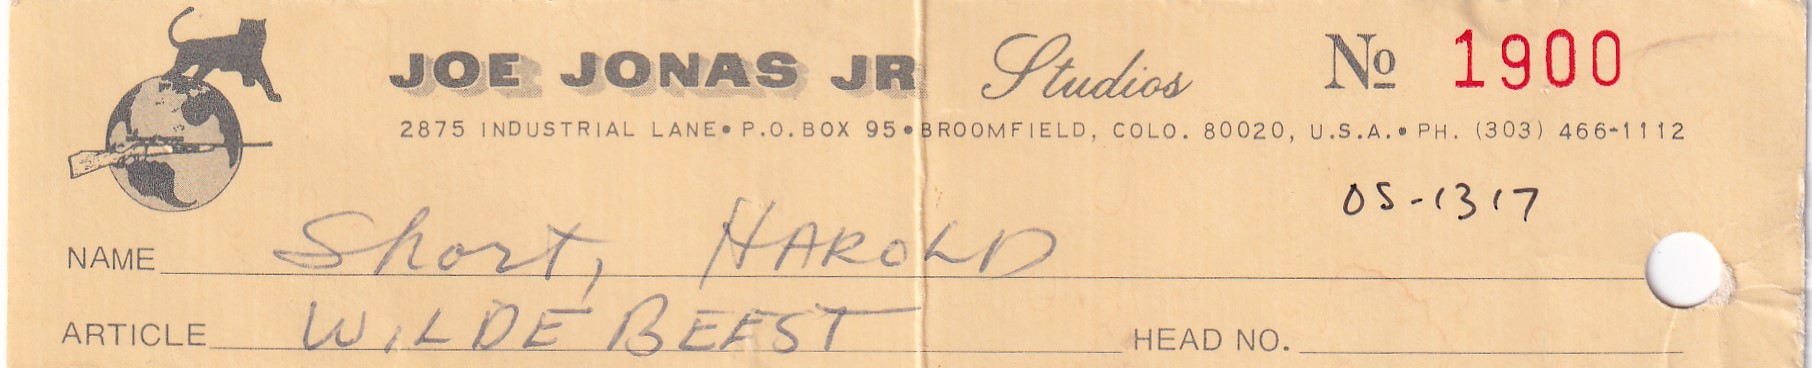 JOE JONAS JR Studios No 1900
2875 INDUSTRIAL LANE • P.O. BOX 95 • BROOMFIELD, COLO. 80020, U.S.A. • PH. (303) 466-1112
OS-1317
NAME Short, HAROLD
ARTICLE WILDE BEEST HEAD NO.